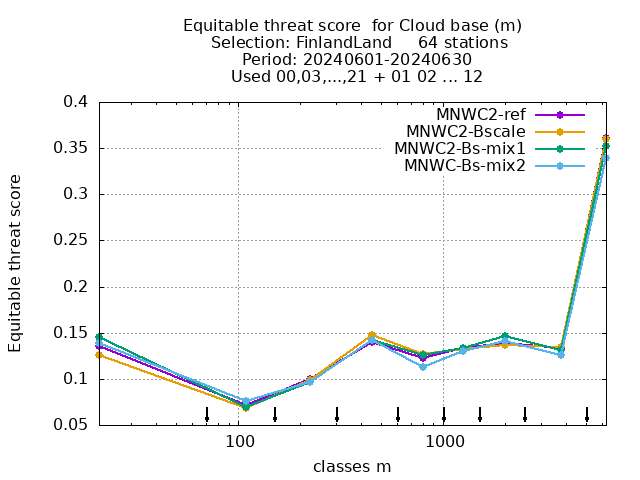 Equitable threat score  for Cloud base (m)
Selection: FinlandLand     64 stations
Period: 20240601-20240630
Used 00,03,...,21 + 01 02 ... 12
MNWC2-ref
MNWC2-Bscale
MNWC2-Bs-mix1
MNWC-Bs-mix2
Equitable threat score
0.4
0.35
0.3
0.25
0.2
0.15
0.1
0.05
100
1000
classes m